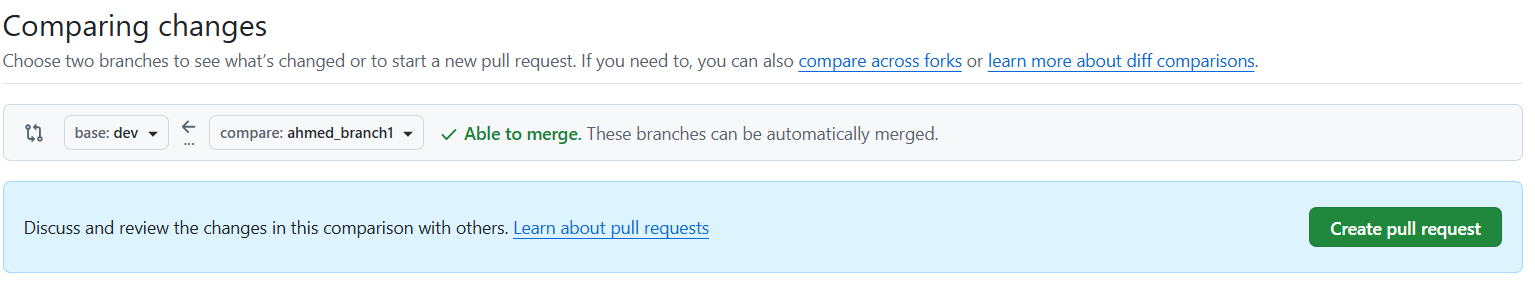 Comparing changes
Choose two branches to see what's changed or to start a new pull request. If you need to, you can also compare across forks or learn more about diff comparisons.
base: dev ... compare: ahmed_branch1 Able to merge. These branches can be automatically merged.
Discuss and review the changes in this comparison with others. Learn about pull requests Create pull request